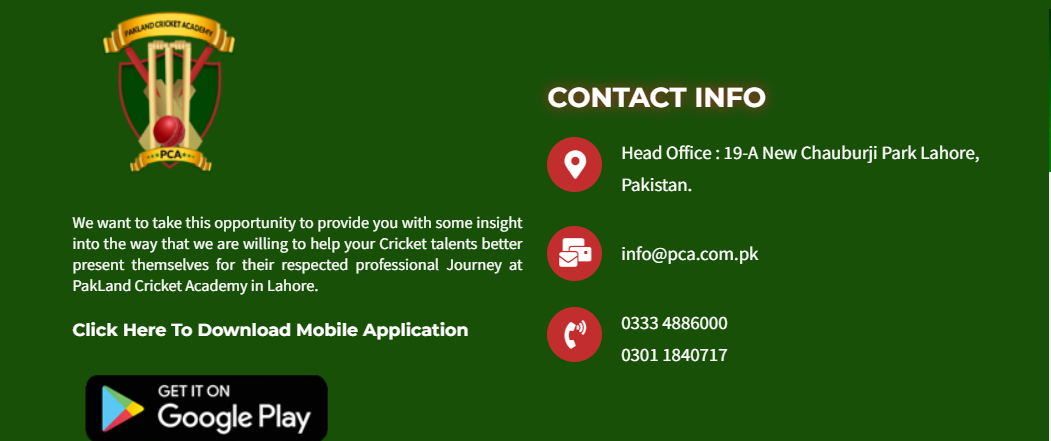 PAKLAND CRICKET ACADEMY
PCA
We want to take this opportunity to provide you with some insight
into the way that we are willing to help your Cricket talents better
present themselves for their respected professional Journey at
PakLand Cricket Academy in Lahore.
Click Here To Download Mobile Application
GET IT ON
Google Play
CONTACT INFO
Head Office : 19-A New Chauburji Park Lahore,
Pakistan.
info@pca.com.pk
0333 4886000
0301 1840717